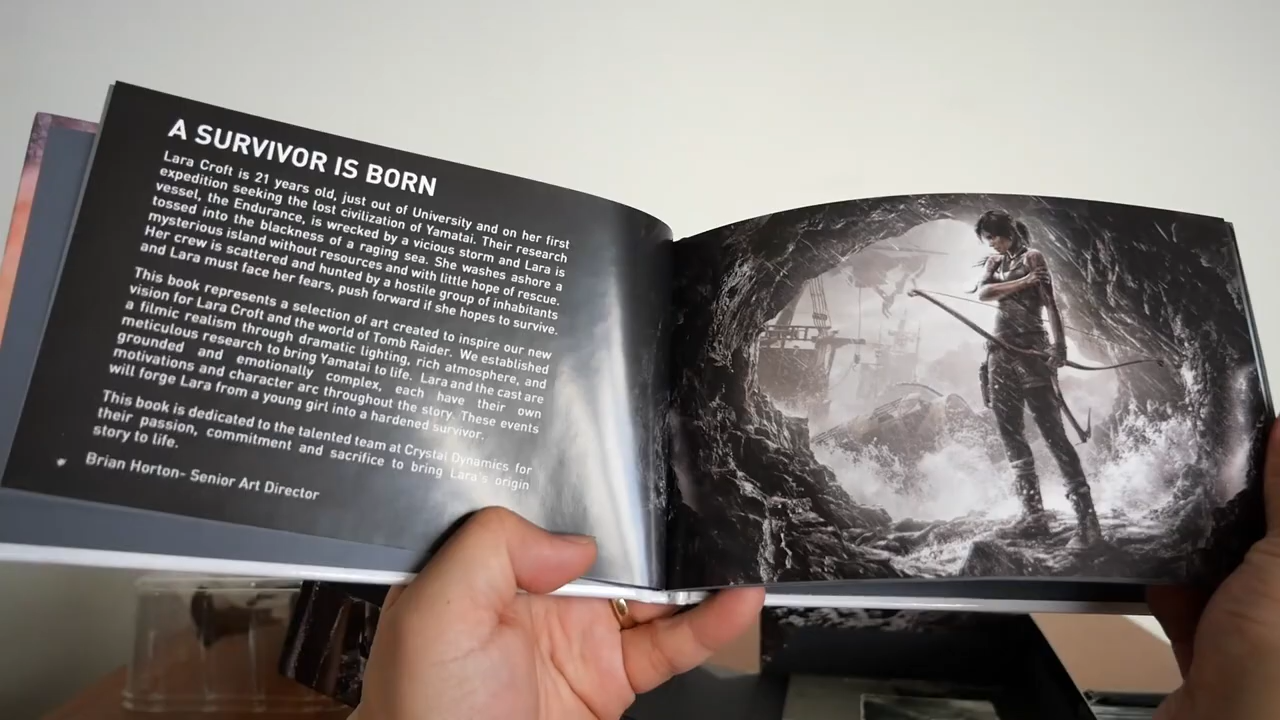 A SURVIVOR IS BORN
Lara Croft is 21 years old, just out of University and on her first
expedition seeking the lost civilization of Yamatai. Their research
vessel, the Endurance, is wrecked by a vicious storm and Lara is
tossed into the blackness of a raging sea. She washes ashore a
mysterious island without resources and with little hope of rescue.
Her crew is scattered and hunted by a hostile group of inhabitants
and Lara must face her fears, push forward if she hopes to survive.
This book represents a selection of art created to inspire our new
vision for Lara Croft and the world of Tomb Raider. We established
a filmic realism through dramatic lighting, rich atmosphere, and
meticulous research to bring Yamatai to life. Lara and the cast are
grounded and emotionally complex, each have their own
motivations and character arc throughout the story. These events
will forge Lara from a young girl into a hardened survivor.
This book is dedicated to the talented team at Crystal Dynamics for
their passion, commitment and sacrifice to bring Lara's origin
story to life.
Brian Horton- Senior Art Director